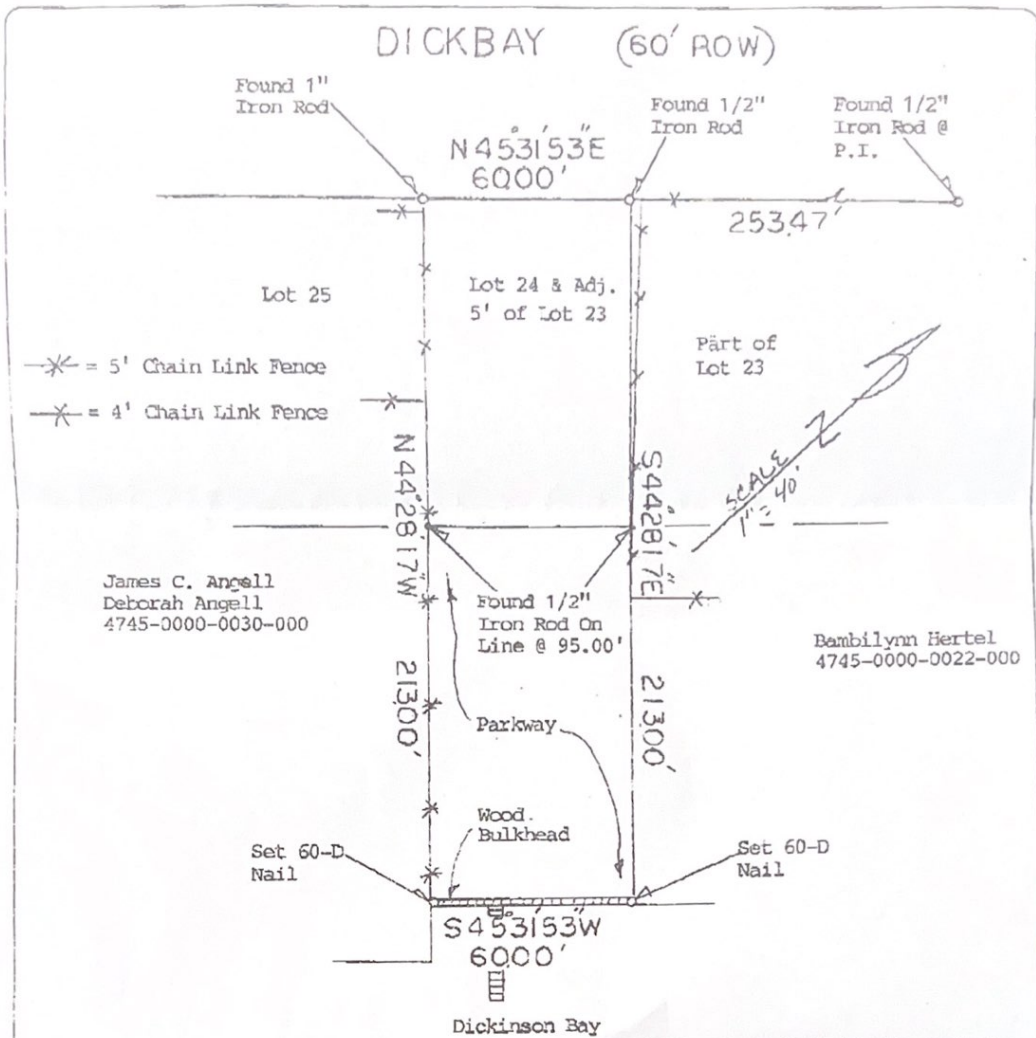 DICKBAY (60' ROW)
Found 1"
Iron Rod
N 45°31'53"E
60.00'
Found 1/2"
Iron Rod
Found 1/2"
Iron Rod @
P.I.
253.47'
Lot 25
Lot 24 & Adj.
5' of Lot 23
Part of
Lot 23
= 5' Chain Link Fence
= 4' Chain Link Fence
N 44°28'17"W
213.00'
S 44°28'17"E
213.00'
SCALE
1" = 40'
N
James C. Angell
Deborah Angell
4745-0000-0030-000
Found 1/2"
Iron Rod On
Line @ 95.00'
Bambilynn Hertel
4745-0000-0022-000
Parkway
Wood.
Bulkhead
Set 60-D
Nail
Set 60-D
Nail
S 45°31'53"W
60.00'
Dickinson Bay